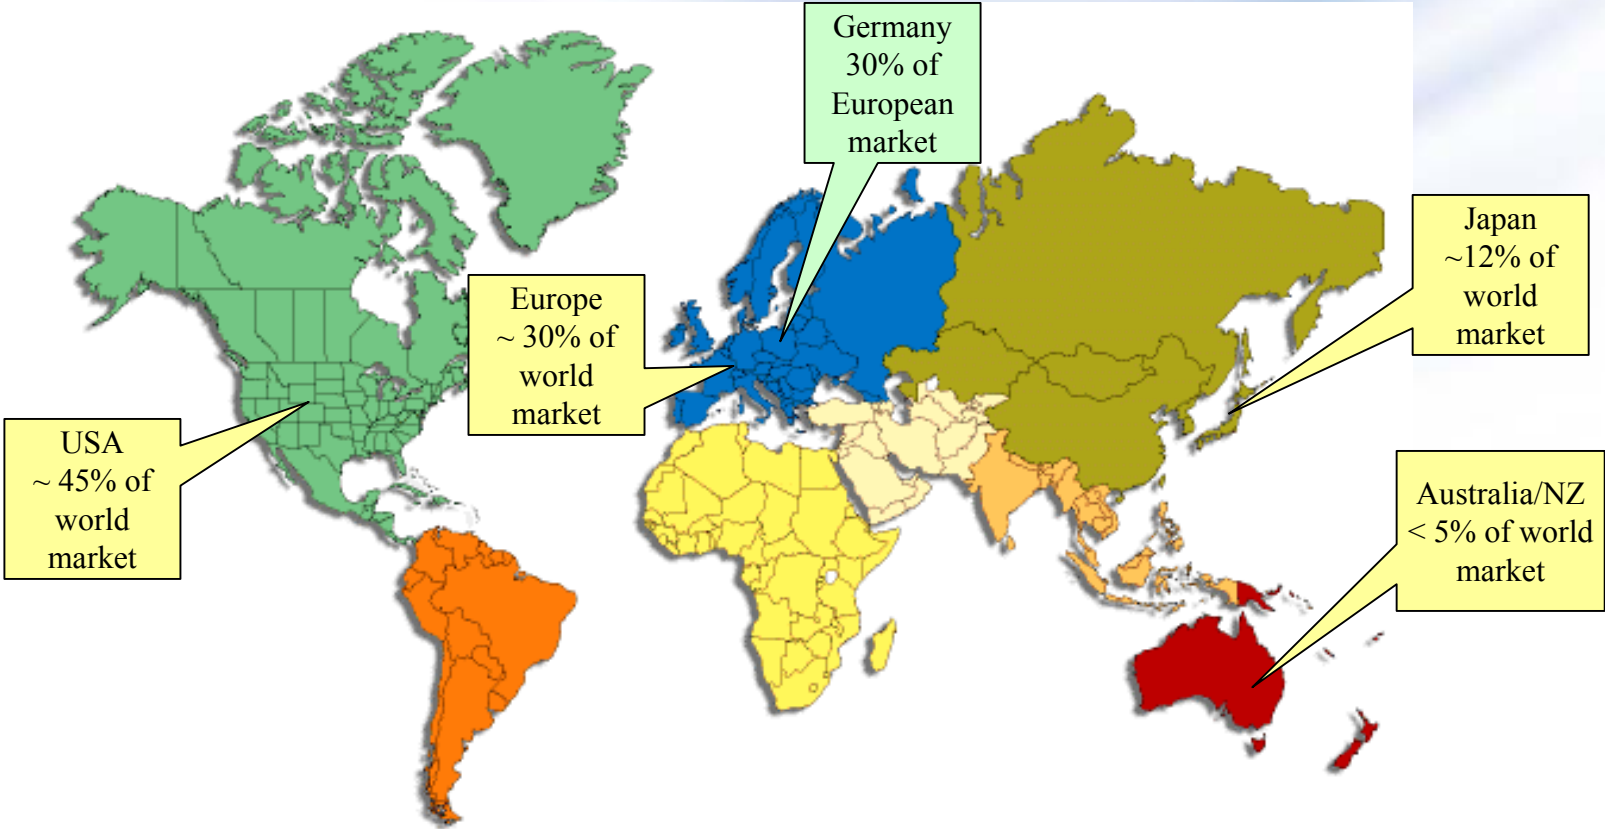 Germany
30% of
European
market
Japan
~12% of
world
market
Europe
~ 30% of
world
market
USA
~ 45% of
world
market
Australia/NZ
< 5% of world
market